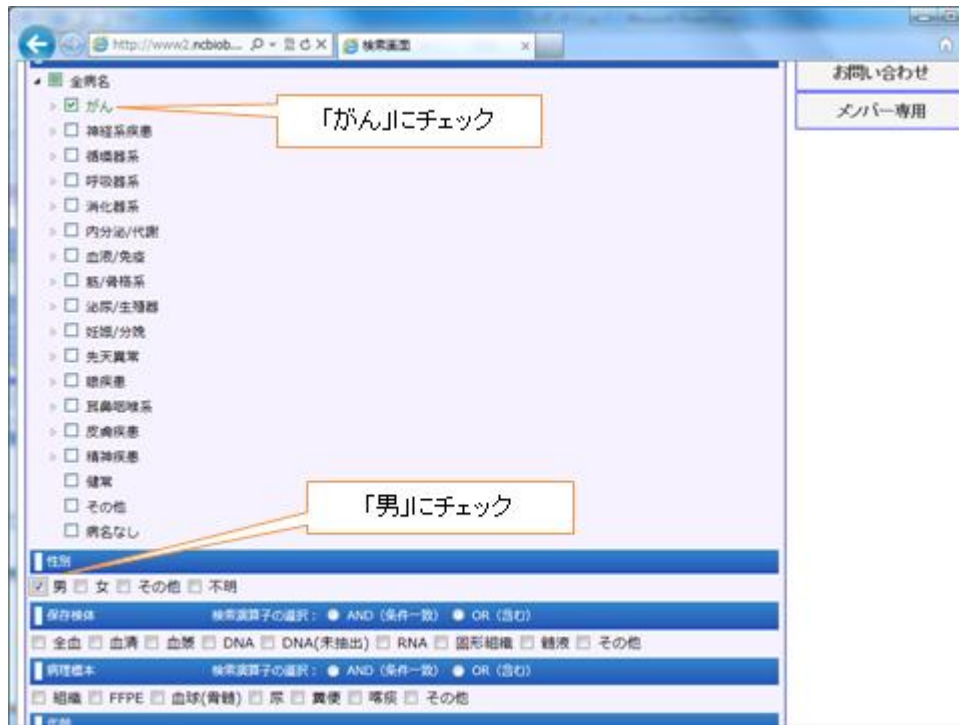 http://www2.ncbiob...
検索画面
お問い合わせ
メンバー専用
全病名
がん
「がん」にチェック
神経系疾患
循環器系
呼吸器系
消化器系
内分泌/代謝
血液/免疫
筋/骨格系
泌尿/生殖器
妊娠/分娩
先天異常
眼疾患
耳鼻咽喉系
皮膚疾患
精神疾患
健常
その他
病名なし
「男」にチェック
性別
男 女 その他 不明
保存検体 検索演算子の選択： AND（条件一致） OR（含む）
全血 血清 血漿 DNA DNA(未抽出) RNA 固形組織 髄液 その他
病理標本 検索演算子の選択： AND（条件一致） OR（含む）
組織 FFPE 血球(骨髄) 尿 糞便 喀痰 その他